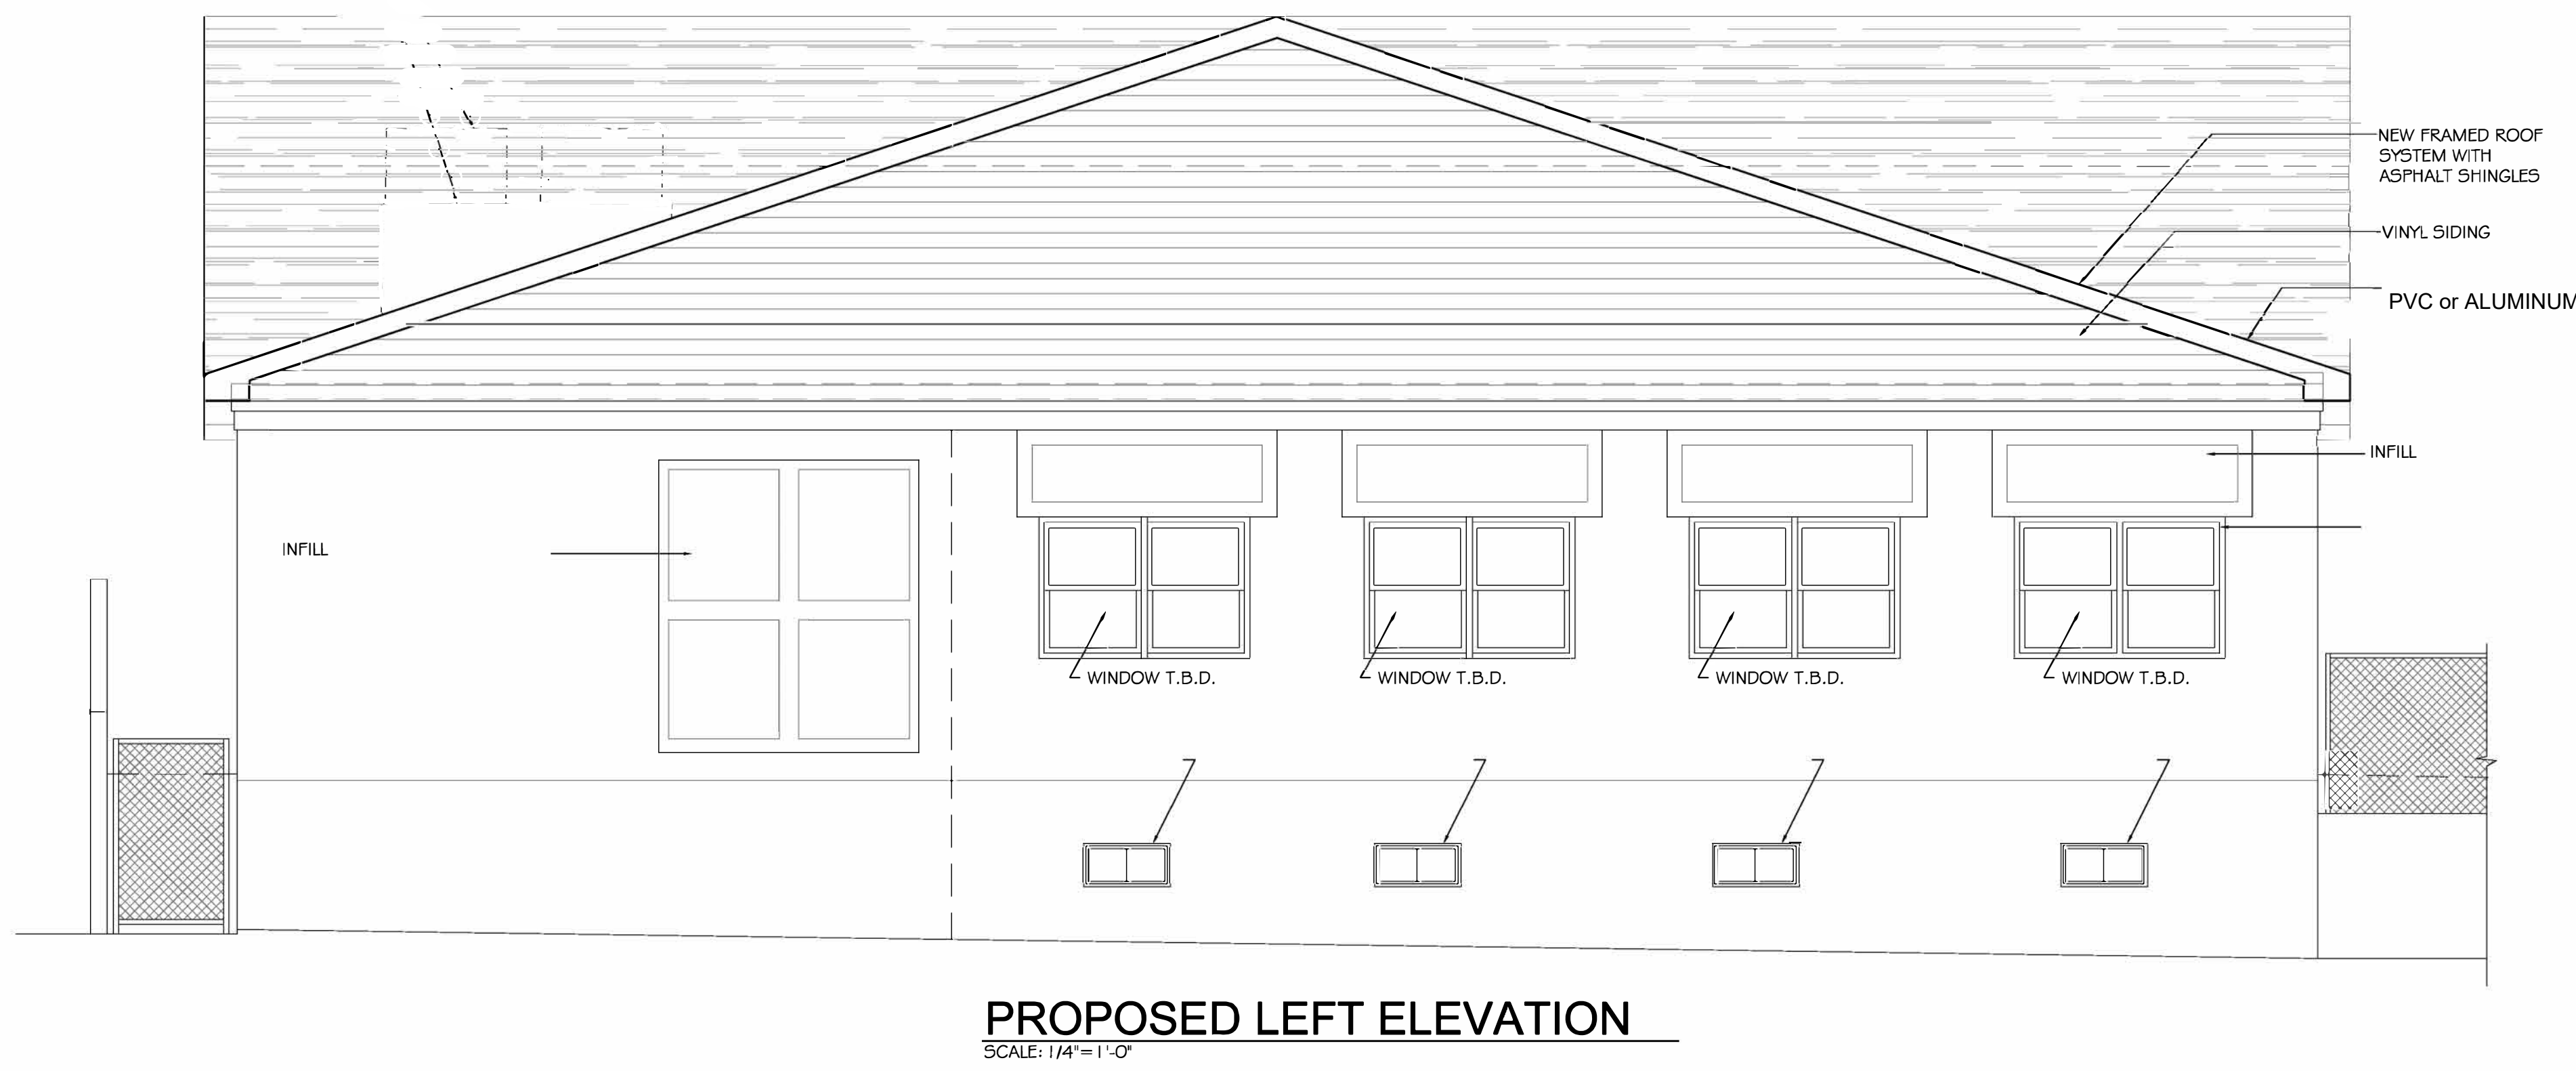 NEW FRAMED ROOF
SYSTEM WITH
ASPHALT SHINGLES
VINYL SIDING
PVC or ALUMINUM
INFILL
INFILL
WINDOW T.B.D.
WINDOW T.B.D.
WINDOW T.B.D.
WINDOW T.B.D.
PROPOSED LEFT ELEVATION
SCALE: 1/4"=1'-0"